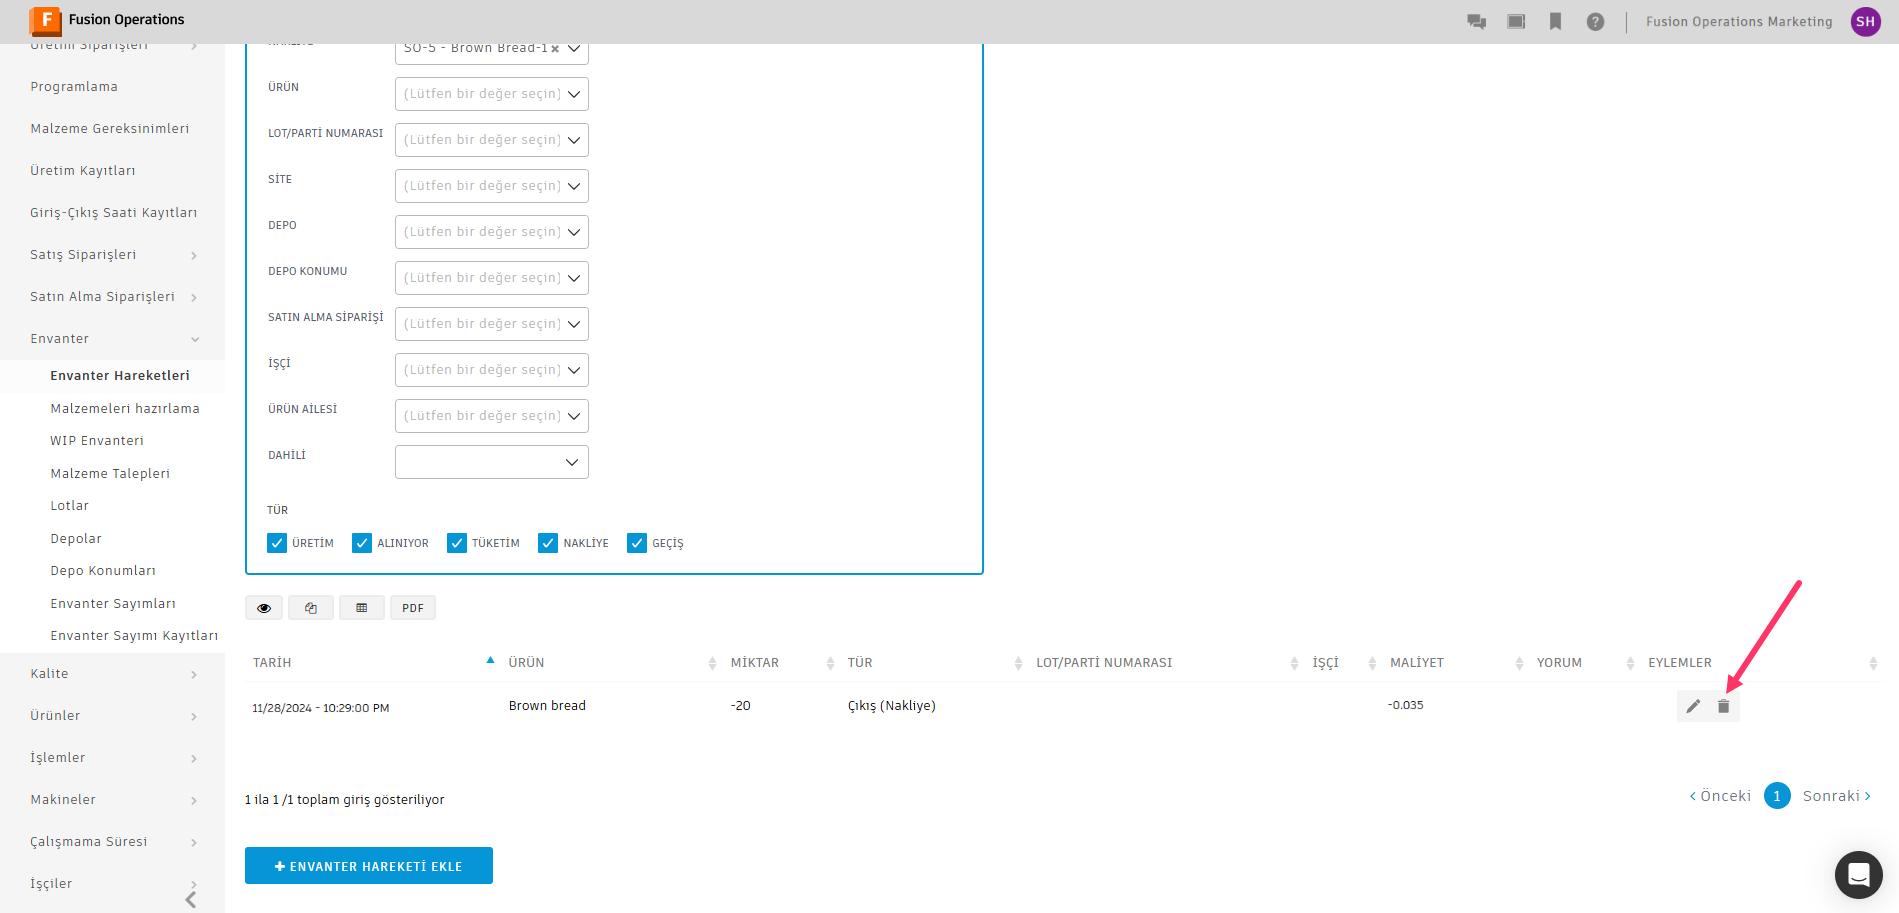 F Fusion Operations
Fusion Operations Marketing SH
Üretim Siparişleri
Programlama
Malzeme Gereksinimleri
Üretim Kayıtları
Giriş-Çıkış Saati Kayıtları
Satış Siparişleri
Satın Alma Siparişleri
Envanter
Envanter Hareketleri
Malzemeleri hazırlama
WIP Envanteri
Malzeme Talepleri
Lotlar
Depolar
Depo Konumları
Envanter Sayımları
Envanter Sayımı Kayıtları
Kalite
Ürünler
İşlemler
Makineler
Çalışmama Süresi
İşçiler
NAKLİYE SO-5 - Brown Bread-1
ÜRÜN (Lütfen bir değer seçin)
LOT/PARTİ NUMARASI (Lütfen bir değer seçin)
SİTE (Lütfen bir değer seçin)
DEPO (Lütfen bir değer seçin)
DEPO KONUMU (Lütfen bir değer seçin)
SATIN ALMA SİPARİŞİ (Lütfen bir değer seçin)
İŞÇİ (Lütfen bir değer seçin)
ÜRÜN AİLESİ (Lütfen bir değer seçin)
DAHİLİ
TÜR
ÜRETİM ALINIYOR TÜKETİM NAKLİYE GEÇİŞ
PDF
TARİH ÜRÜN MİKTAR TÜR LOT/PARTİ NUMARASI İŞÇİ MALİYET YORUM EYLEMLER
11/28/2024 - 10:29:00 PM Brown bread -20 Çıkış (Nakliye) -0.035
1 ila 1 /1 toplam giriş gösteriliyor
Önceki 1 Sonraki
ENVANTER HAREKETİ EKLE